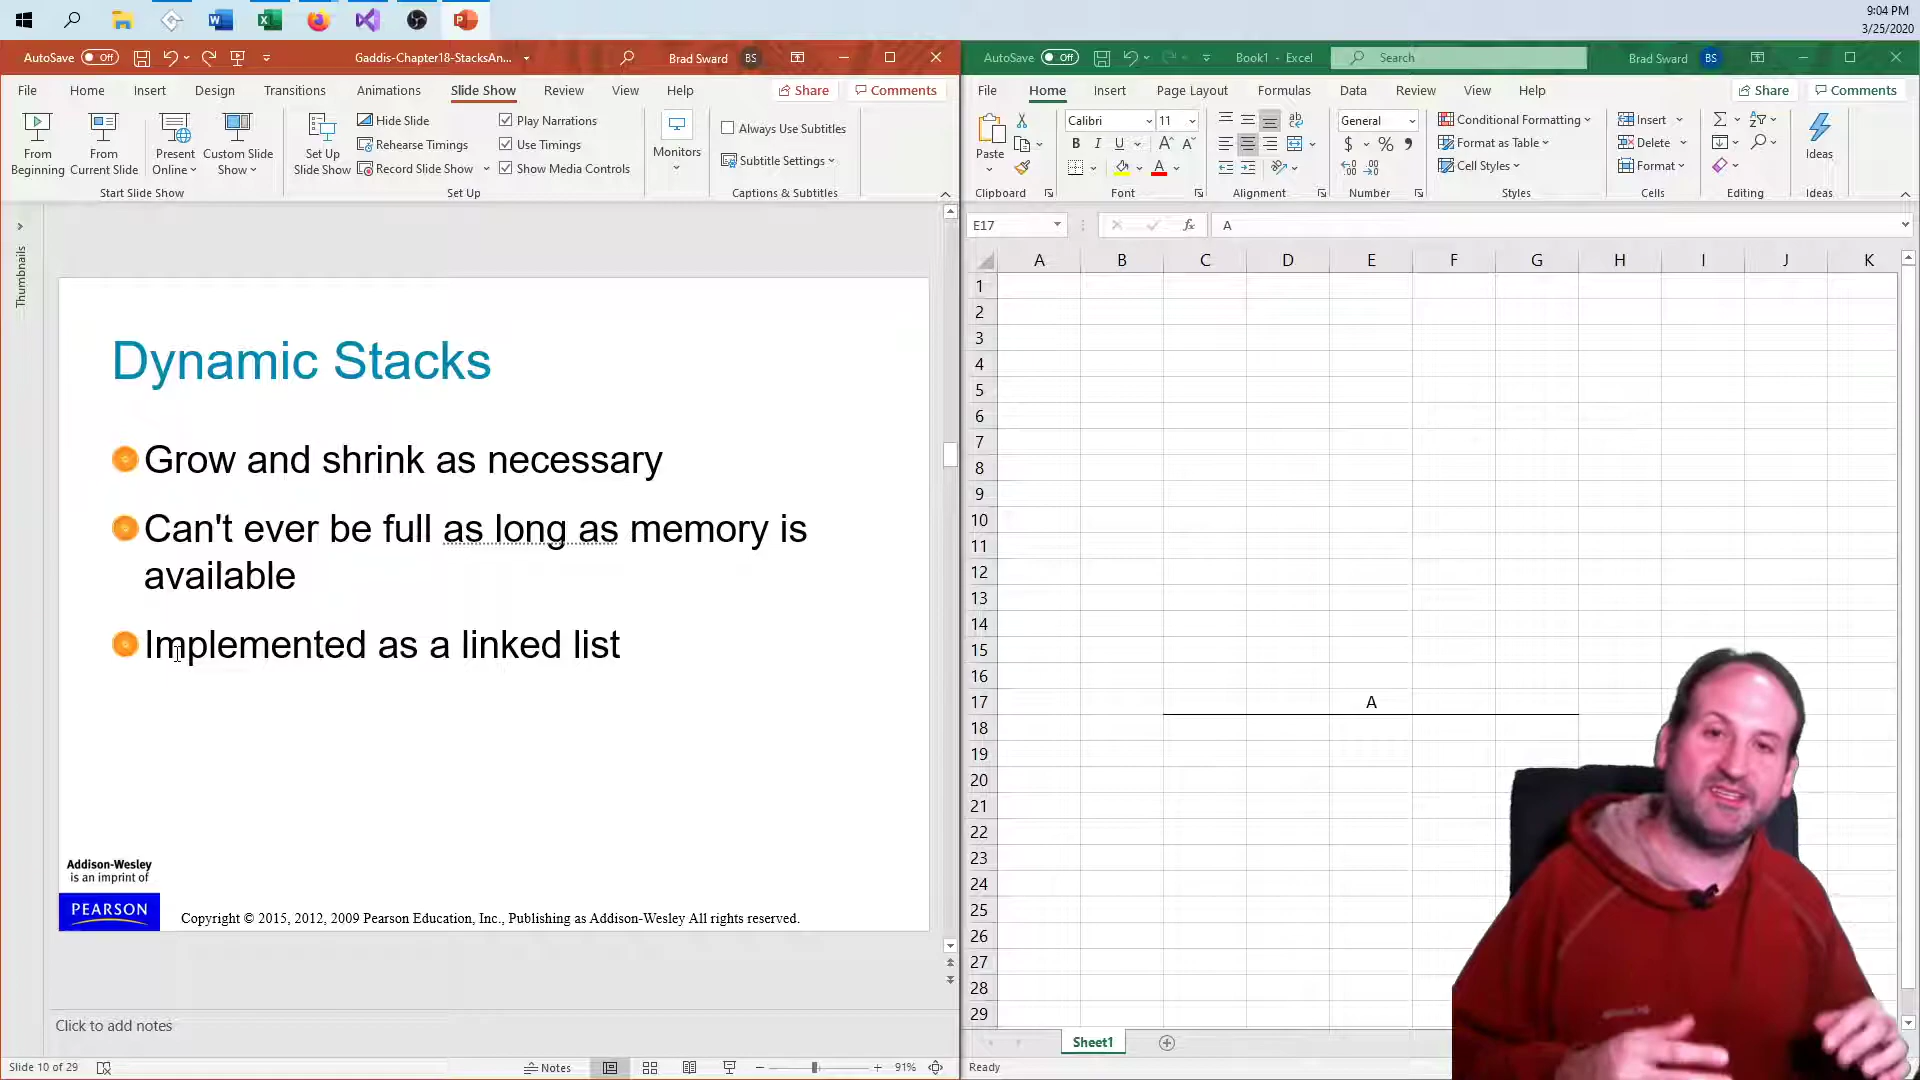 9:04 PM
3/25/2020
AutoSave Off
Gaddis-Chapter18-StacksAn...
Brad Sward BS
File Home Insert Design Transitions Animations Slide Show Review View Help Share Comments
From Beginning
From Current Slide
Present Online
Custom Slide Show
Start Slide Show
Set Up Slide Show
Hide Slide
Rehearse Timings
Record Slide Show
Play Narrations
Use Timings
Show Media Controls
Set Up
Monitors
Always Use Subtitles
Subtitle Settings
Captions & Subtitles
Thumbnails
Dynamic Stacks
Grow and shrink as necessary
Can't ever be full as long as memory is
available
Implemented as a linked list
Addison-Wesley
is an imprint of
PEARSON
Copyright © 2015, 2012, 2009 Pearson Education, Inc., Publishing as Addison-Wesley All rights reserved.
Click to add notes
Slide 10 of 29
Notes
91%
AutoSave Off
Book1 - Excel
Search
Brad Sward BS
File Home Insert Page Layout Formulas Data Review View Help Share Comments
Paste
Clipboard
Calibri 11
B I U
Font
Alignment
General
$ % 9
Number
Conditional Formatting
Format as Table
Cell Styles
Styles
Insert
Delete
Format
Cells
Editing
Ideas
Ideas
E17 fx A
A B C D E F G H I J K
1
2
3
4
5
6
7
8
9
10
11
12
13
14
15
16
17 A
18
19
20
21
22
23
24
25
26
27
28
29
Sheet1
Ready